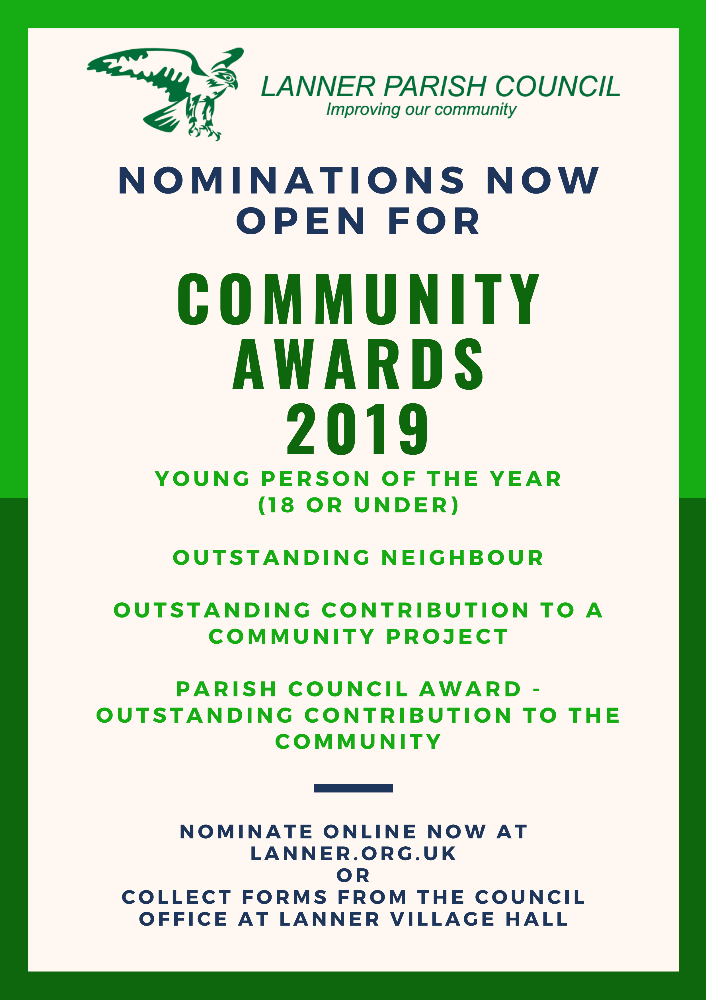 LANNER PARISH COUNCIL
Improving our community
NOMINATIONS NOW
OPEN FOR
COMMUNITY
AWARDS
2019
YOUNG PERSON OF THE YEAR
(18 OR UNDER)
OUTSTANDING NEIGHBOUR
OUTSTANDING CONTRIBUTION TO A
COMMUNITY PROJECT
PARISH COUNCIL AWARD -
OUTSTANDING CONTRIBUTION TO THE
COMMUNITY
NOMINATE ONLINE NOW AT
LANNER.ORG.UK
OR
COLLECT FORMS FROM THE COUNCIL
OFFICE AT LANNER VILLAGE HALL